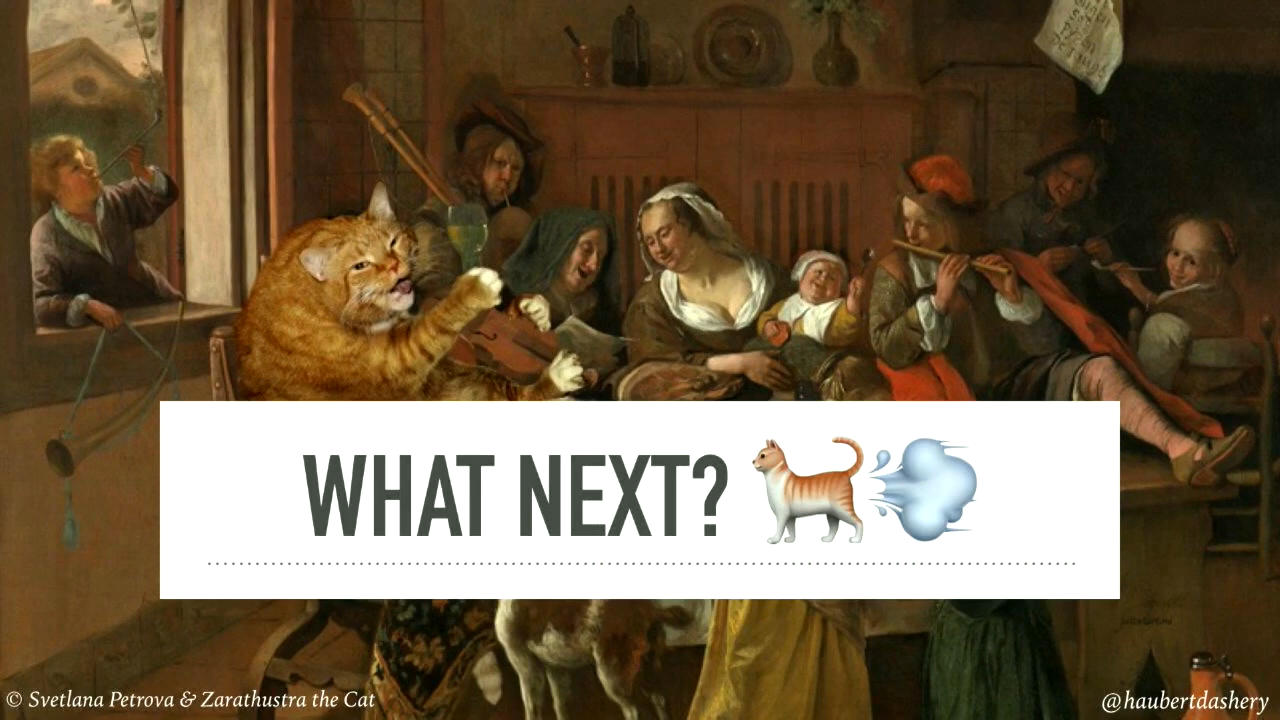 WHAT NEXT? 🐈💨
© Svetlana Petrova & Zarathustra the Cat
@haubertdashery